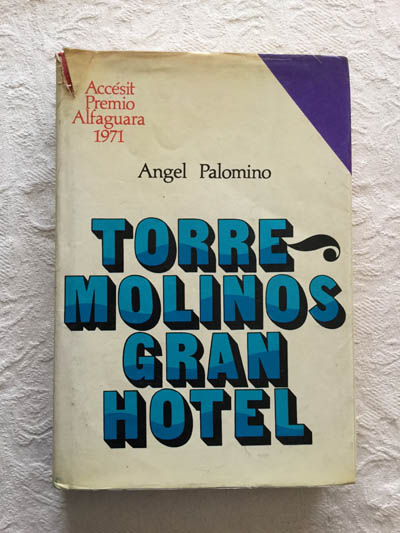 Accésit
Premio
Alfaguara
1971
Angel Palomino
TORRE-
MOLINOS
GRAN
HOTEL